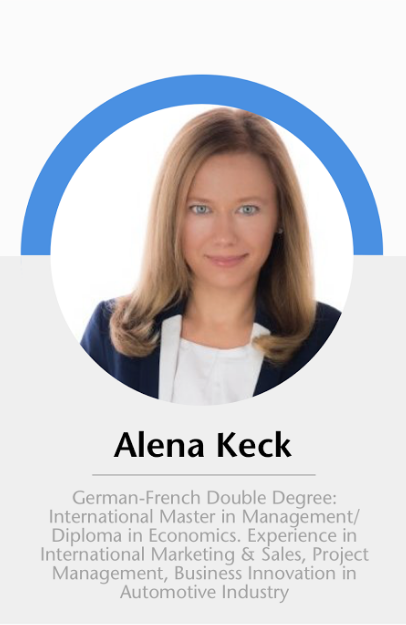 Alena Keck
German-French Double Degree:
International Master in Management/
Diploma in Economics. Experience in
International Marketing & Sales, Project
Management, Business Innovation in
Automotive Industry